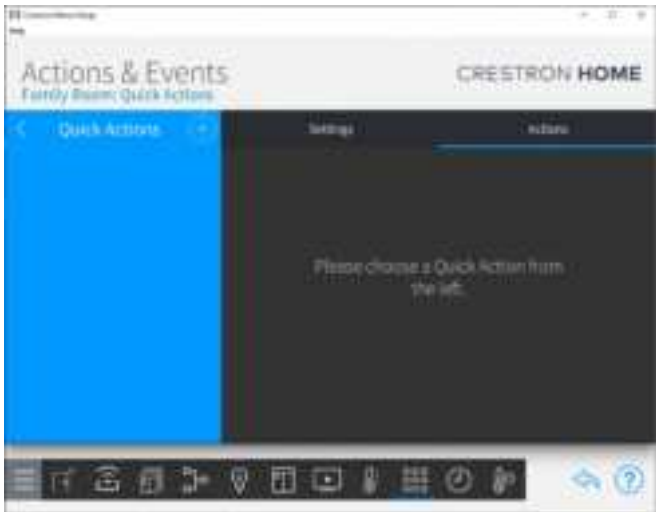 Actions & Events
CRESTRON HOME
Family Room: Quick Actions
Quick Actions
Settings
Actions
Please choose a Quick Action from
the left.